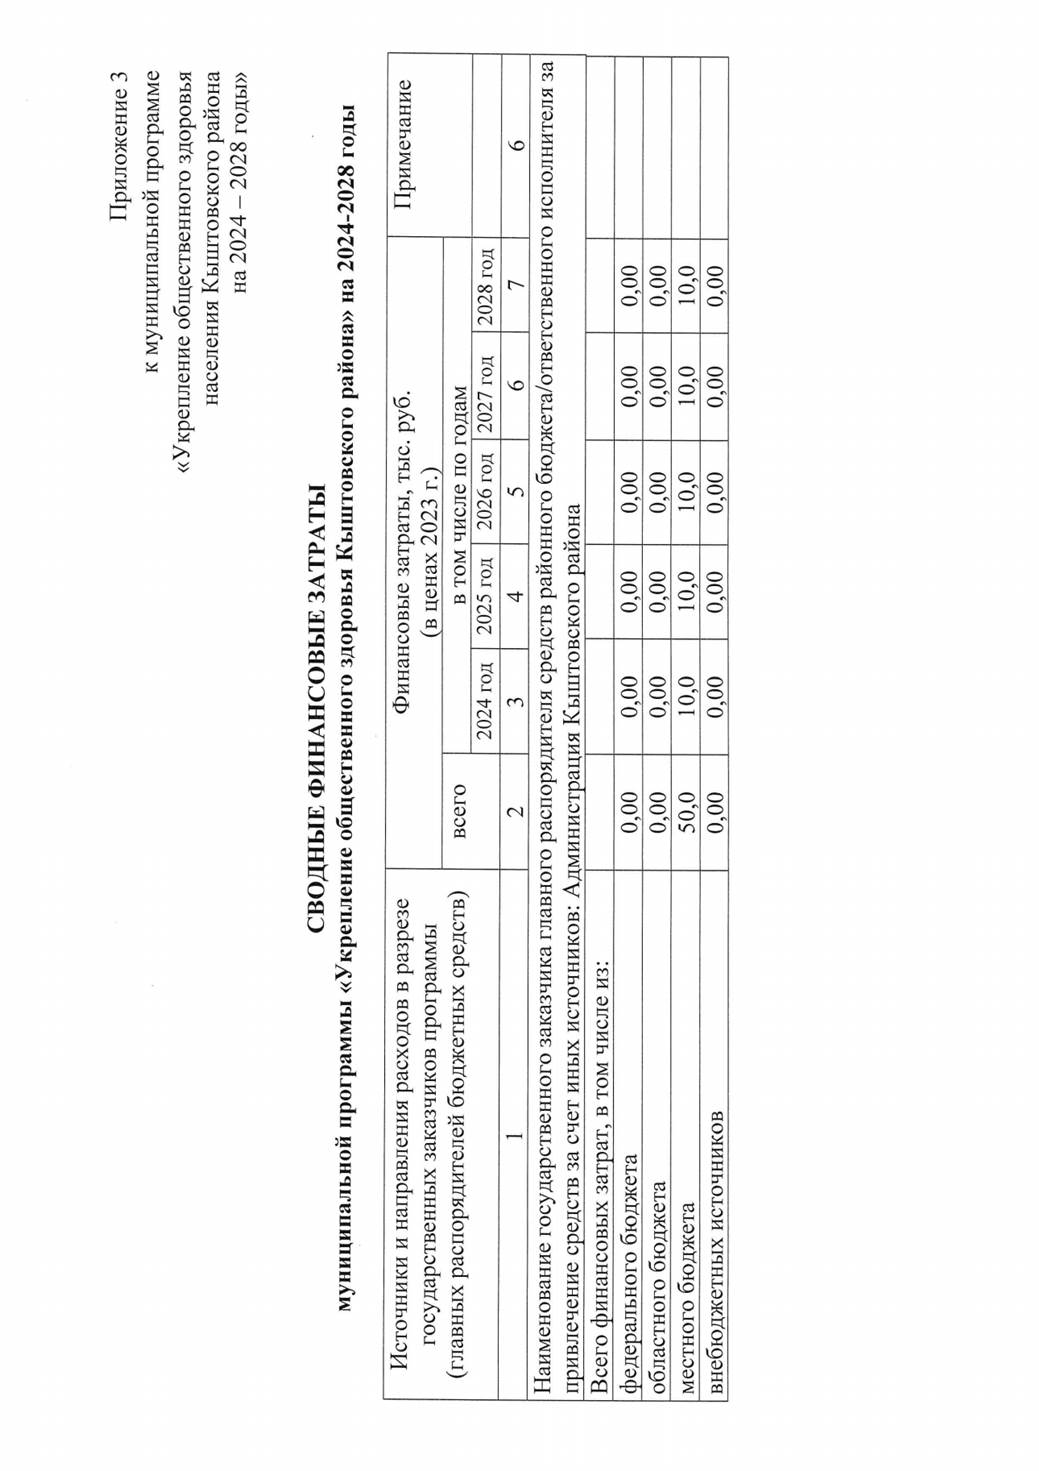 Приложение 3
к муниципальной программе
«Укрепление общественного здоровья
населения Кыштовского района
на 2024 – 2028 годы»
СВОДНЫЕ ФИНАНСОВЫЕ ЗАТРАТЫ
муниципальной программы «Укрепление общественного здоровья Кыштовского района» на 2024-2028 годы
Источники и направления расходов в разрезе
государственных заказчиков программы
(главных распорядителей бюджетных средств)
Финансовые затраты, тыс. руб.
(в ценах 2023 г.)
Примечание
всего
в том числе по годам
2024 год 2025 год 2026 год 2027 год 2028 год
1 2 3 4 5 6 7 6
Наименование государственного заказчика главного распорядителя средств районного бюджета/ответственного исполнителя за
привлечение средств за счет иных источников: Администрация Кыштовского района
Всего финансовых затрат, в том числе из:
федерального бюджета 0,00 0,00 0,00 0,00 0,00 0,00
областного бюджета 0,00 0,00 0,00 0,00 0,00 0,00
местного бюджета 50,0 10,0 10,0 10,0 10,0 10,0
внебюджетных источников 0,00 0,00 0,00 0,00 0,00 0,00